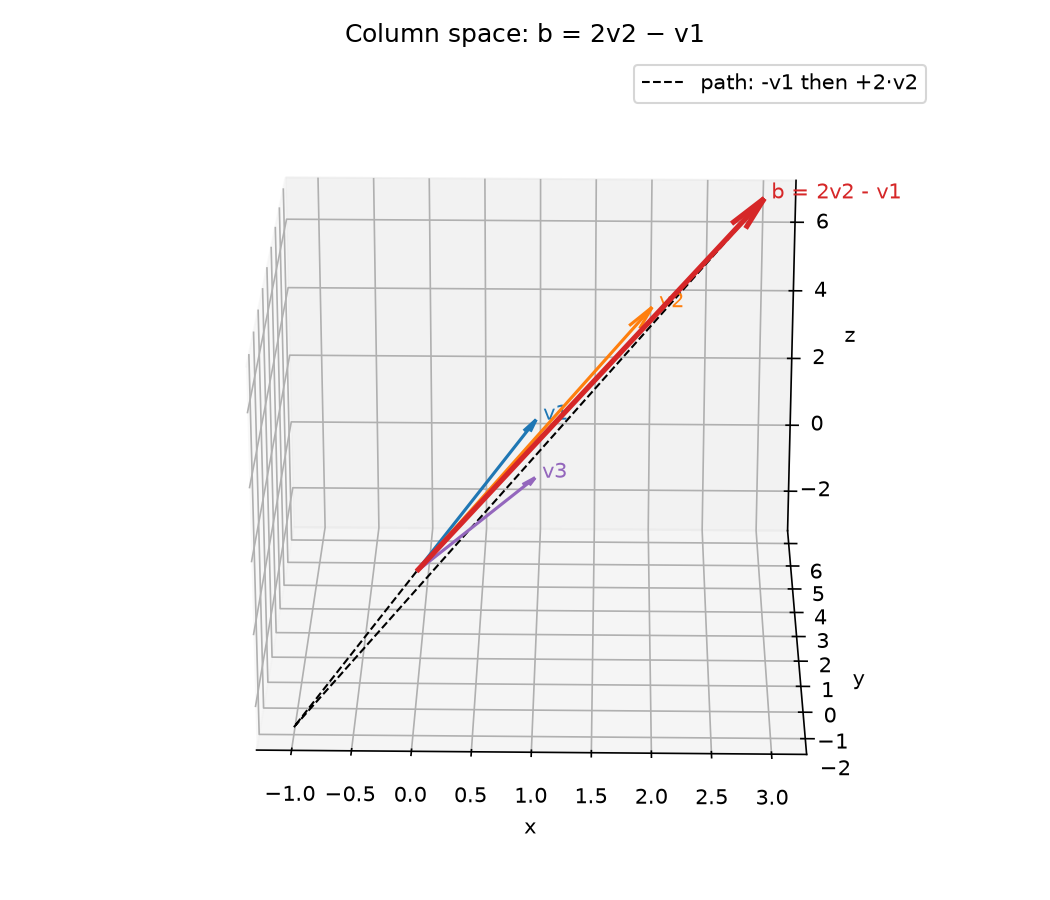 Column space: b = 2v2 − v1
path: -v1 then +2·v2
b = 2v2 - v1
6
4
z
2
0
−2
v2
v1
v3
6
5
4
3
2
y
1
0
−1
−2
−1.0 −0.5 0.0 0.5 1.0 1.5 2.0 2.5 3.0
x